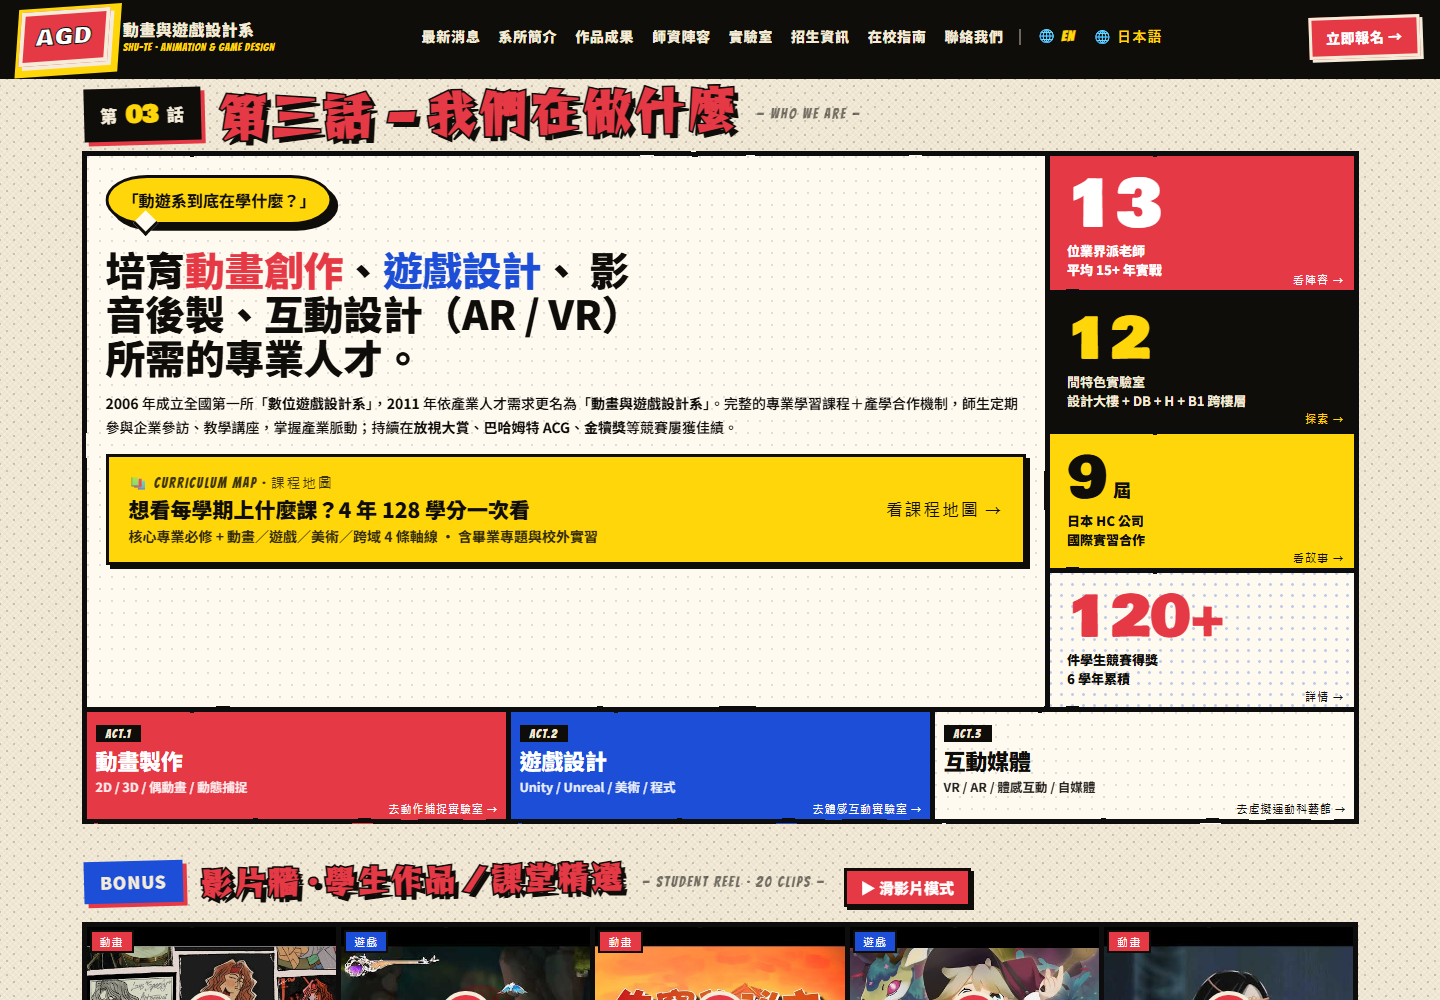 AGD
動畫與遊戲設計系
SHU-TE · ANIMATION & GAME DESIGN
最新消息 系所簡介 作品成果 師資陣容 實驗室 招生資訊 在校指南 聯絡我們 | 🌐 EN 🌐 日本語
立即報名 →
第 03 話
第三話 – 我們在做什麼
– WHO WE ARE –
「動遊系到底在學什麼？」
培育動畫創作、遊戲設計、 影
音後製、互動設計（AR / VR）
所需的專業人才。
2006 年成立全國第一所「數位遊戲設計系」，2011 年依產業人才需求更名為「動畫與遊戲設計系」。完整的專業學習課程＋產學合作機制，師生定期
參與企業參訪、教學講座，掌握產業脈動；持續在放視大賞、巴哈姆特 ACG、金犢獎等競賽屢獲佳績。
CURRICULUM MAP · 課程地圖
想看每學期上什麼課？4 年 128 學分一次看
核心專業必修 + 動畫／遊戲／美術／跨域 4 條軸線 · 含畢業專題與校外實習
看課程地圖 →
13
位業界派老師
平均 15+ 年實戰
看陣容 →
12
間特色實驗室
設計大樓 + DB + H + B1 跨樓層
探索 →
9 屆
日本 HC 公司
國際實習合作
看故事 →
120+
件學生競賽得獎
6 學年累積
詳情 →
ACT.1
動畫製作
2D / 3D / 偶動畫 / 動態捕捉
去動作捕捉實驗室 →
ACT.2
遊戲設計
Unity / Unreal / 美術 / 程式
去體感互動實驗室 →
ACT.3
互動媒體
VR / AR / 體感互動 / 自媒體
去虛擬運動科藝館 →
BONUS
影片牆 · 學生作品 / 課堂精選
– STUDENT REEL · 20 CLIPS –
▶ 滑影片模式
動畫
遊戲
動畫
遊戲
動畫